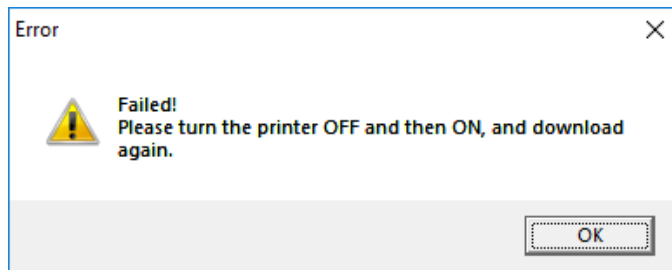 Error
Failed!
Please turn the printer OFF and then ON, and download
again.
OK